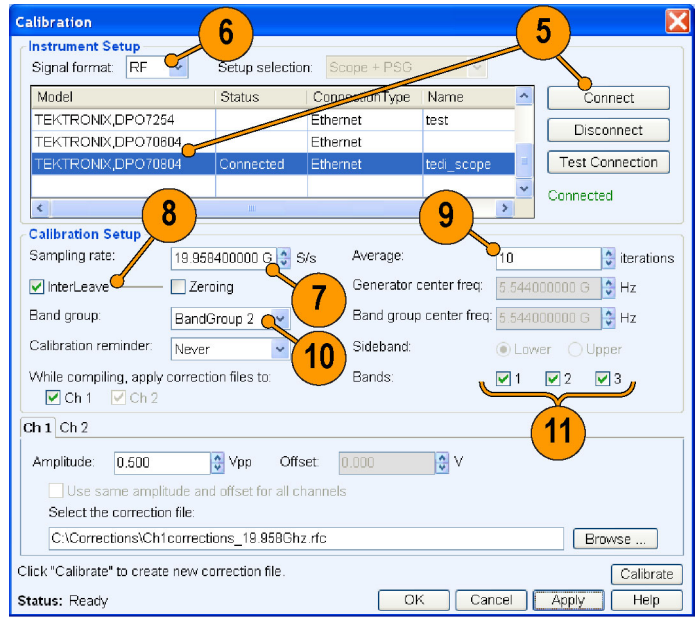 Calibration
6
5
Instrument Setup
Signal format: RF Setup selection: Scope + PSG
Model Status ConnectionType Name
Connect
TEKTRONIX,DPO7254 Ethernet test
TEKTRONIX,DPO70604 Ethernet
Disconnect
TEKTRONIX,DPO70804 Connected Ethernet tedi_scope
Test Connection
Connected
8
9
Calibration Setup
Sampling rate: 19.958400000 G S/s Average: 10 iterations
InterLeave Zeroing Generator center freq: 5.544000000 G Hz
7
Band group: BandGroup 2 Band group center freq: 5.544000000 G Hz
10
Calibration reminder: Never Sideband: Lower Upper
While compiling, apply correction files to: Bands: 1 2 3
Ch 1 Ch 2
11
Ch 1 Ch 2
Amplitude: 0.500 Vpp Offset: 0.000 V
Use same amplitude and offset for all channels
Select the correction file:
C:\Corrections\Ch1corrections_19.958Ghz.rfc Browse ...
Click "Calibrate" to create new correction file. Calibrate
Status: Ready OK Cancel Apply Help